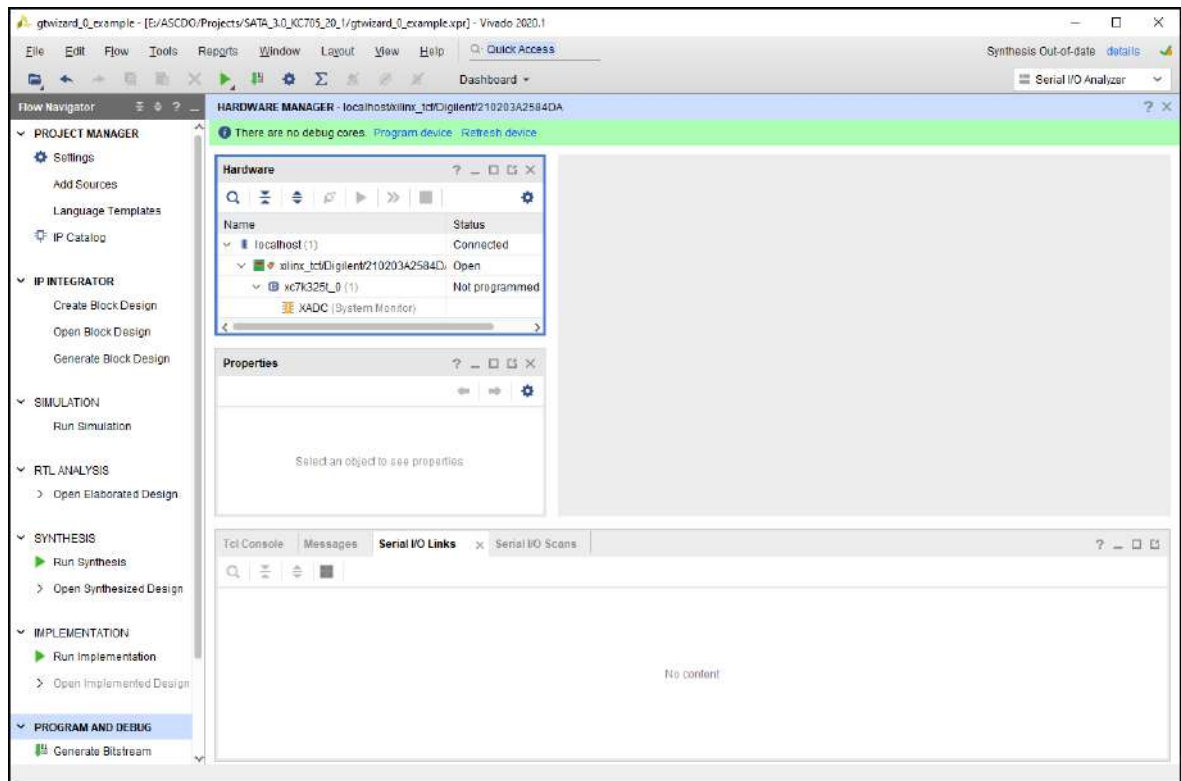 gtwizard_0_example - [E:/ASCDO/Projects/SATA_3.0_KC705_20_1/gtwizard_0_example.xpr] - Vivado 2020.1
File Edit Flow Tools Reports Window Layout View Help Quick Access
Synthesis Out-of-date details
Dashboard
Serial I/O Analyzer
Flow Navigator
HARDWARE MANAGER - localhost/xilinx_tcf/Digilent/210203A2584DA
There are no debug cores. Program device Refresh device
PROJECT MANAGER
Settings
Add Sources
Language Templates
IP Catalog
IP INTEGRATOR
Create Block Design
Open Block Design
Generate Block Design
SIMULATION
Run Simulation
RTL ANALYSIS
Open Elaborated Design
SYNTHESIS
Run Synthesis
Open Synthesized Design
IMPLEMENTATION
Run Implementation
Open Implemented Design
PROGRAM AND DEBUG
Generate Bitstream
Hardware
Name Status
localhost (1) Connected
xilinx_tcf/Digilent/210203A2584DA Open
xc7k325t_0 (1) Not programmed
XADC (System Monitor)
Properties
Select an object to see properties
Tcl Console Messages Serial I/O Links Serial I/O Scans
No content